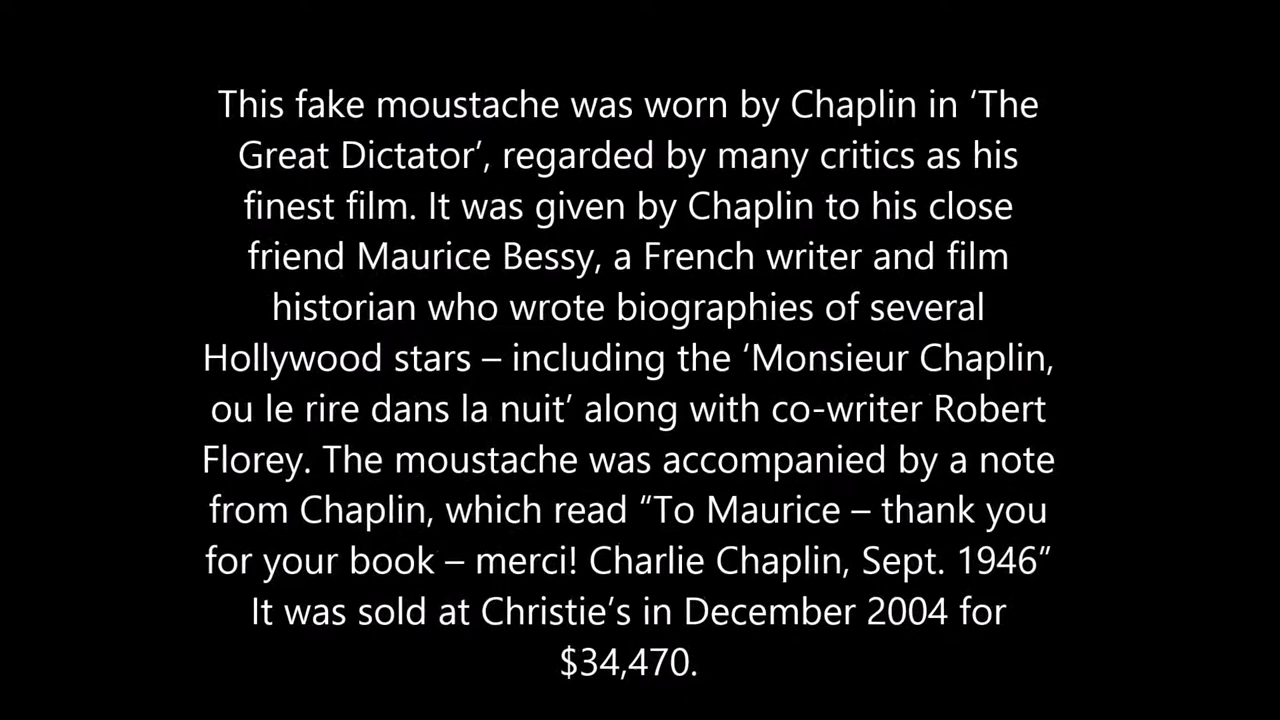 This fake moustache was worn by Chaplin in ‘The
Great Dictator’, regarded by many critics as his
finest film. It was given by Chaplin to his close
friend Maurice Bessy, a French writer and film
historian who wrote biographies of several
Hollywood stars – including the ‘Monsieur Chaplin,
ou le rire dans la nuit’ along with co-writer Robert
Florey. The moustache was accompanied by a note
from Chaplin, which read “To Maurice – thank you
for your book – merci! Charlie Chaplin, Sept. 1946”
It was sold at Christie’s in December 2004 for
$34,470.